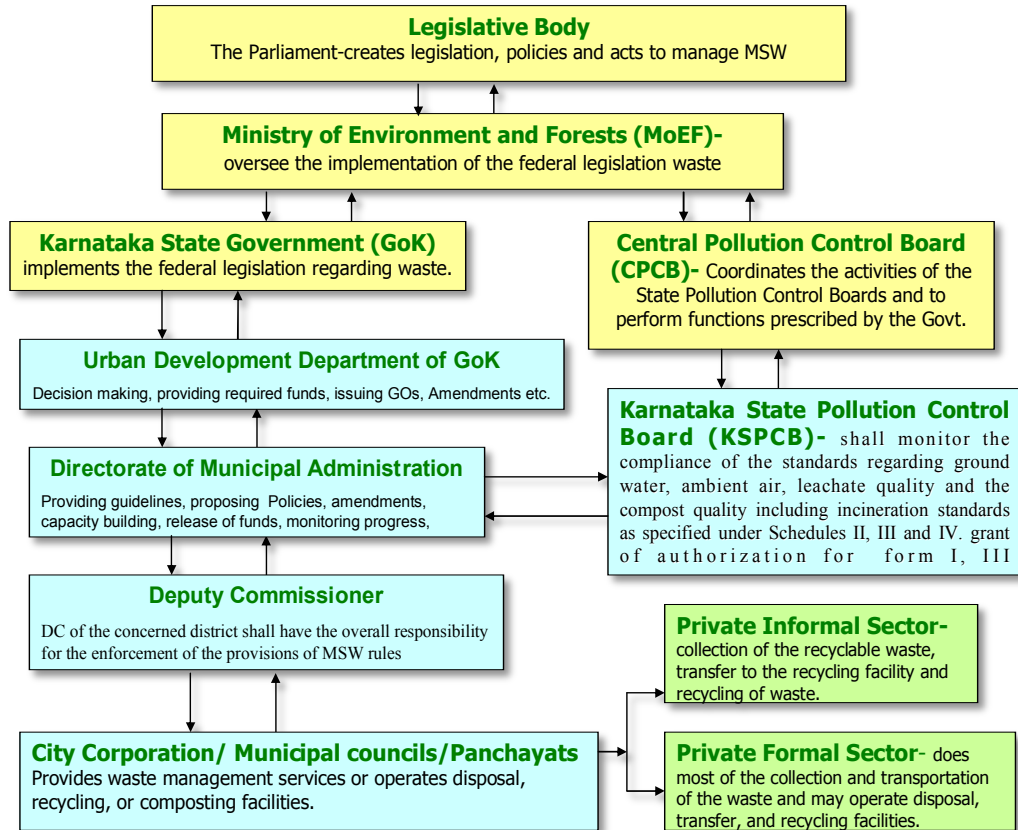 Legislative Body
The Parliament-creates legislation, policies and acts to manage MSW
Ministry of Environment and Forests (MoEF)-
oversee the implementation of the federal legislation waste
Karnataka State Government (GoK)
implements the federal legislation regarding waste.
Central Pollution Control Board
(CPCB)- Coordinates the activities of the
State Pollution Control Boards and to
perform functions prescribed by the Govt.
Urban Development Department of GoK
Decision making, providing required funds, issuing GOs, Amendments etc.
Karnataka State Pollution Control
Board (KSPCB)- shall monitor the
compliance of the standards regarding ground
water, ambient air, leachate quality and the
compost quality including incineration standards
as specified under Schedules II, III and IV. grant
of authorization for form I, III
Directorate of Municipal Administration
Providing guidelines, proposing Policies, amendments,
capacity building, release of funds, monitoring progress,
Deputy Commissioner
DC of the concerned district shall have the overall responsibility
for the enforcement of the provisions of MSW rules
Private Informal Sector-
collection of the recyclable waste,
transfer to the recycling facility and
recycling of waste.
City Corporation/ Municipal councils/Panchayats
Provides waste management services or operates disposal,
recycling, or composting facilities.
Private Formal Sector- does
most of the collection and transportation
of the waste and may operate disposal,
transfer, and recycling facilities.